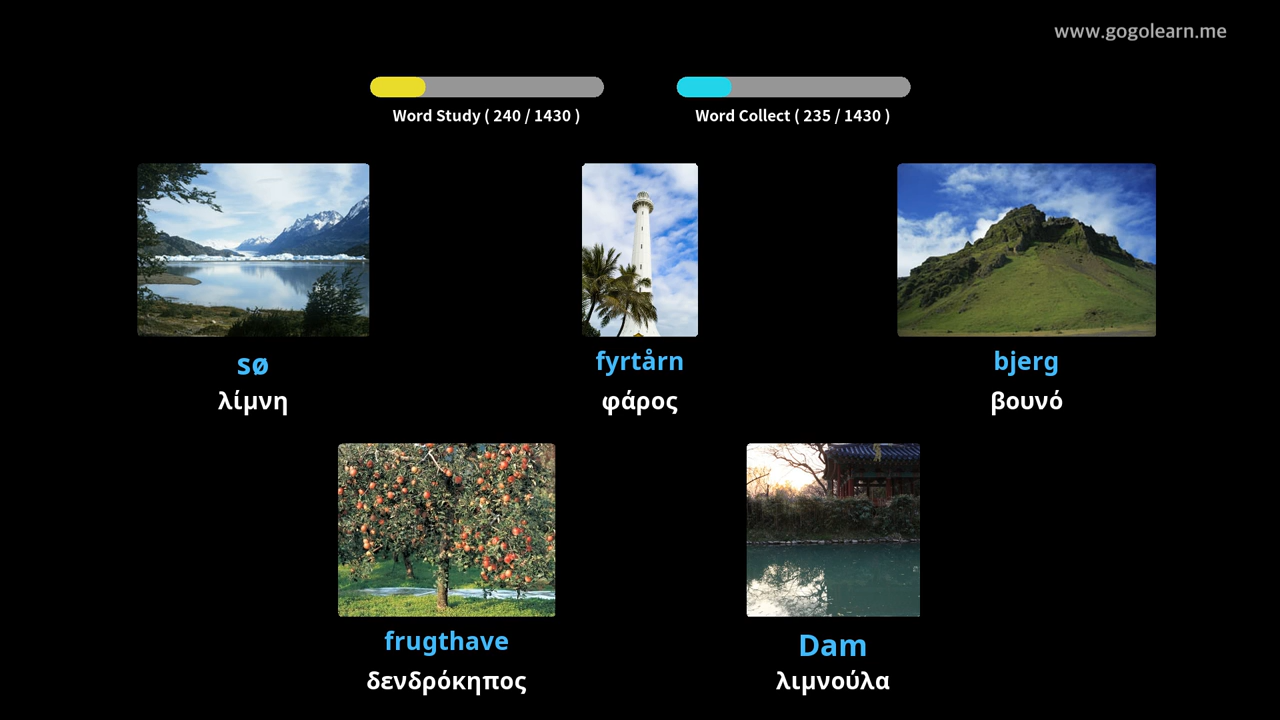 www.gogolearn.me
Word Study ( 240 / 1430 )
Word Collect ( 235 / 1430 )
sø
λίμνη
fyrtårn
φάρος
bjerg
βουνό
frugthave
δενδρόκηπος
Dam
λιμνούλα